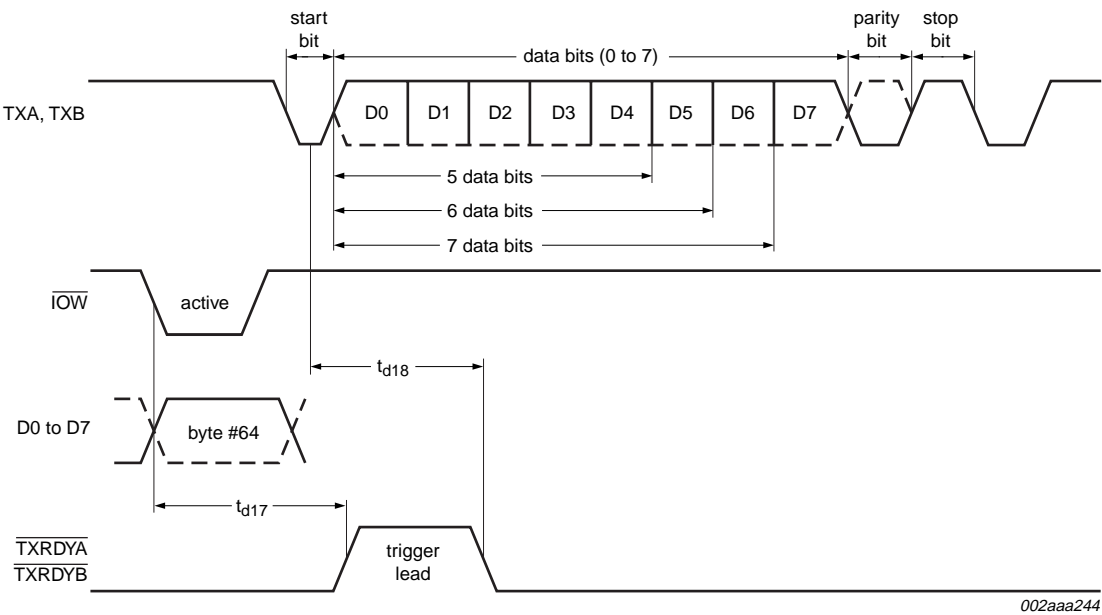 start
bit
data bits (0 to 7)
parity
bit
stop
bit
TXA, TXB
D0 D1 D2 D3 D4 D5 D6 D7
5 data bits
6 data bits
7 data bits
IOW
active
td18
D0 to D7
byte #64
td17
TXRDYA
TXRDYB
trigger
lead
002aaa244